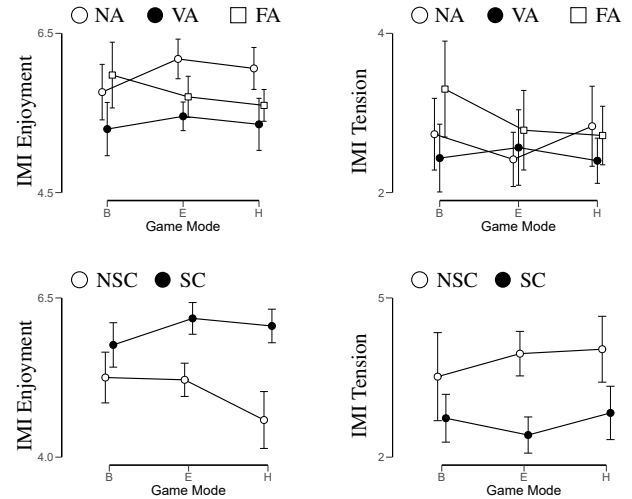 NA VA FA
6.5
IMI Enjoyment
4.5
B E H
Game Mode
NA VA FA
4
IMI Tension
2
B E H
Game Mode
NSC SC
6.5
IMI Enjoyment
4.0
B E H
Game Mode
NSC SC
5
IMI Tension
2
B E H
Game Mode